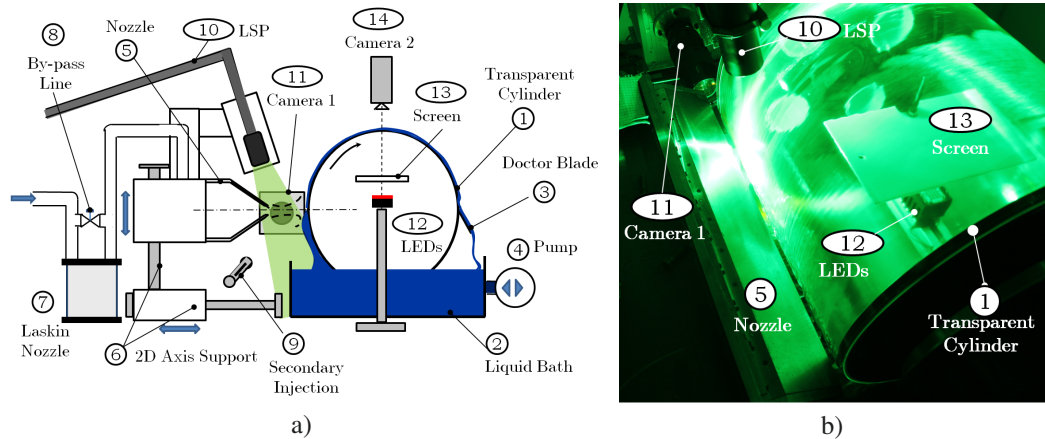 8
By-pass
Line
Nozzle
5
10 LSP
11
Camera 1
14
Camera 2
13
Screen
Transparent
Cylinder
1
Doctor Blade
3
12
LEDs
4 Pump
7
Laskin
Nozzle
6 2D Axis Support
9
Secondary
Injection
2
Liquid Bath
a)
10 LSP
13
Screen
11
Camera 1
12
LEDs
5
Nozzle
1
Transparent
Cylinder
b)